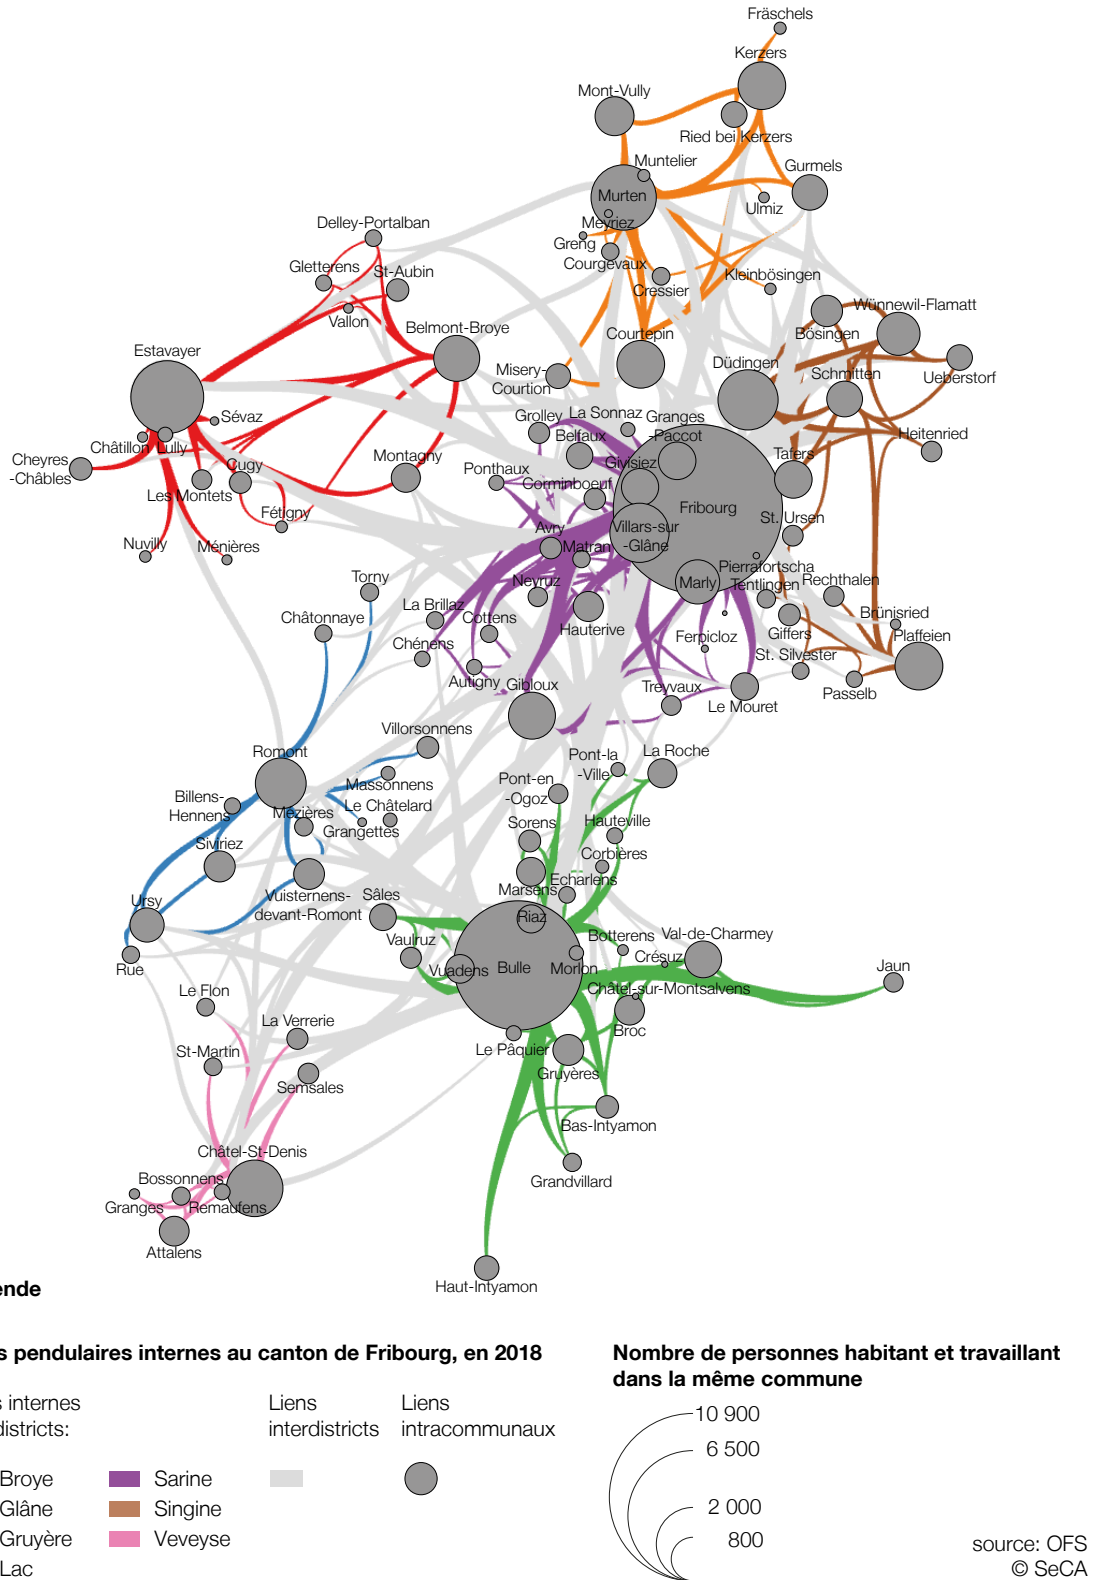 Fräschels
Kerzers
Mont-Vully
Ried bei Kerzers
Muntelier
Gurmels
Murten
Ulmiz
Meyriez
Delley-Portalban
Greng
Courgevaux
Gletterens
St-Aubin
Kleinbösingen
Cressier
Vallon
Belmont-Broye
Wünnewil-Flamatt
Bösingen
Courtepin
Estavayer
Düdingen
Misery-
Courtion
Schmitten
Ueberstorf
Sévaz
Grolley
La Sonnaz
Granges
-Paccot
Belfaux
Heitenried
Châtillon
Lully
Cheyres
-Châbles
Cugy
Montagny
Ponthaux
Givisiez
Tafers
Les Montets
Corminboeuf
Fribourg
Fétigny
Avry
Villars-sur
-Glâne
St. Ursen
Nuvilly
Ménières
Matran
Pierrafortscha
Torny
Neyruz
Marly
Tentlingen
Rechthalen
La Brillaz
Cottens
Châtonnaye
Hauterive
Ferpicloz
Giffers
Brünisried
Plaffeien
Chénens
St. Silvester
Autigny
Gibloux
Treyvaux
Le Mouret
Passelb
Villorsonnens
Romont
Pont-la
-Ville
La Roche
Massonnens
Pont-en
-Ogoz
Billens-
Hennens
Mézières
Le Châtelard
Grangettes
Sorens
Hauteville
Siviriez
Corbières
Marsens
Echarlens
Ursy
Vuisternens-
devant-Romont
Sâles
Riaz
Vaulruz
Botterens
Val-de-Charmey
Rue
Vuadens
Bulle
Morlon
Crésuz
Jaun
Le Flon
Châtel-sur-Montsalvens
La Verrerie
Broc
St-Martin
Le Pâquier
Gruyères
Semsales
Bas-Intyamon
Châtel-St-Denis
Bossonnens
Grandvillard
Granges
Remaufens
Attalens
Haut-Intyamon
ende
s pendulaires internes au canton de Fribourg, en 2018
s internes
districts:
Liens
interdistricts
Liens
intracommunaux
Broye
Sarine
Glâne
Singine
Gruyère
Veveyse
Lac
Nombre de personnes habitant et travaillant
dans la même commune
10 900
6 500
2 000
800
source: OFS
© SeCA